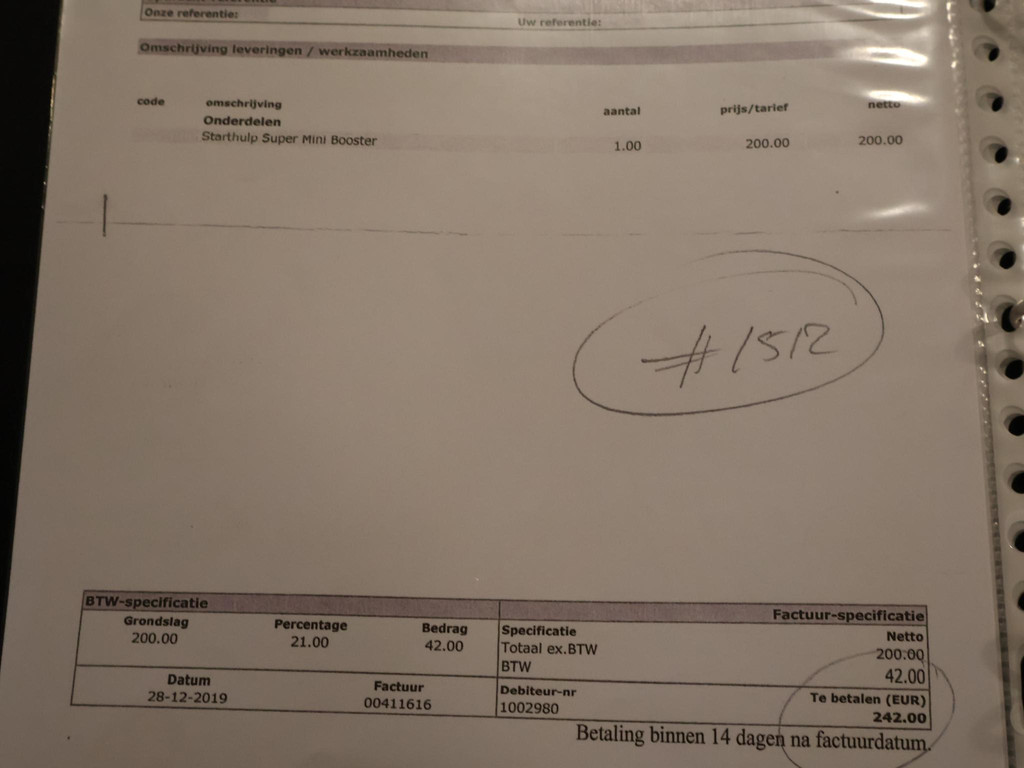 Onze referentie: Uw referentie:
Omschrijving leveringen / werkzaamheden
code omschrijving aantal prijs/tarief netto
Onderdelen
Starthulp Super Mini Booster 1.00 200.00 200.00
#1512
BTW-specificatie Factuur-specificatie
Grondslag Percentage Bedrag Specificatie Netto
200.00 21.00 42.00 Totaal ex.BTW 200.00
BTW 42.00
Datum Factuur Debiteur-nr Te betalen (EUR)
28-12-2019 00411616 1002980 242.00
Betaling binnen 14 dagen na factuurdatum.